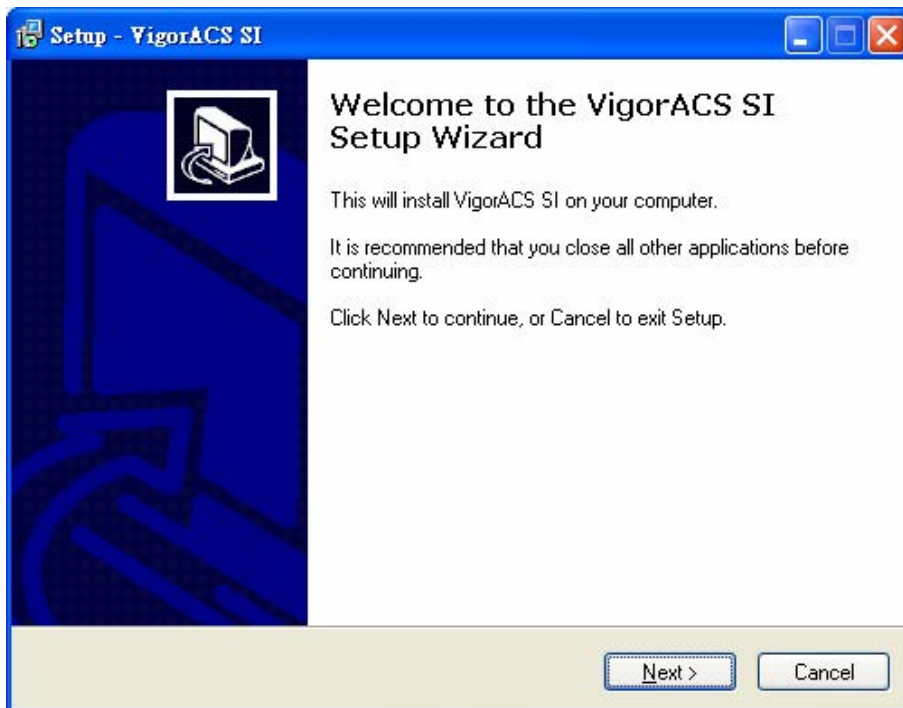 Setup - VigorACS SI
Welcome to the VigorACS SI
Setup Wizard
This will install VigorACS SI on your computer.
It is recommended that you close all other applications before
continuing.
Click Next to continue, or Cancel to exit Setup.
Next >
Cancel